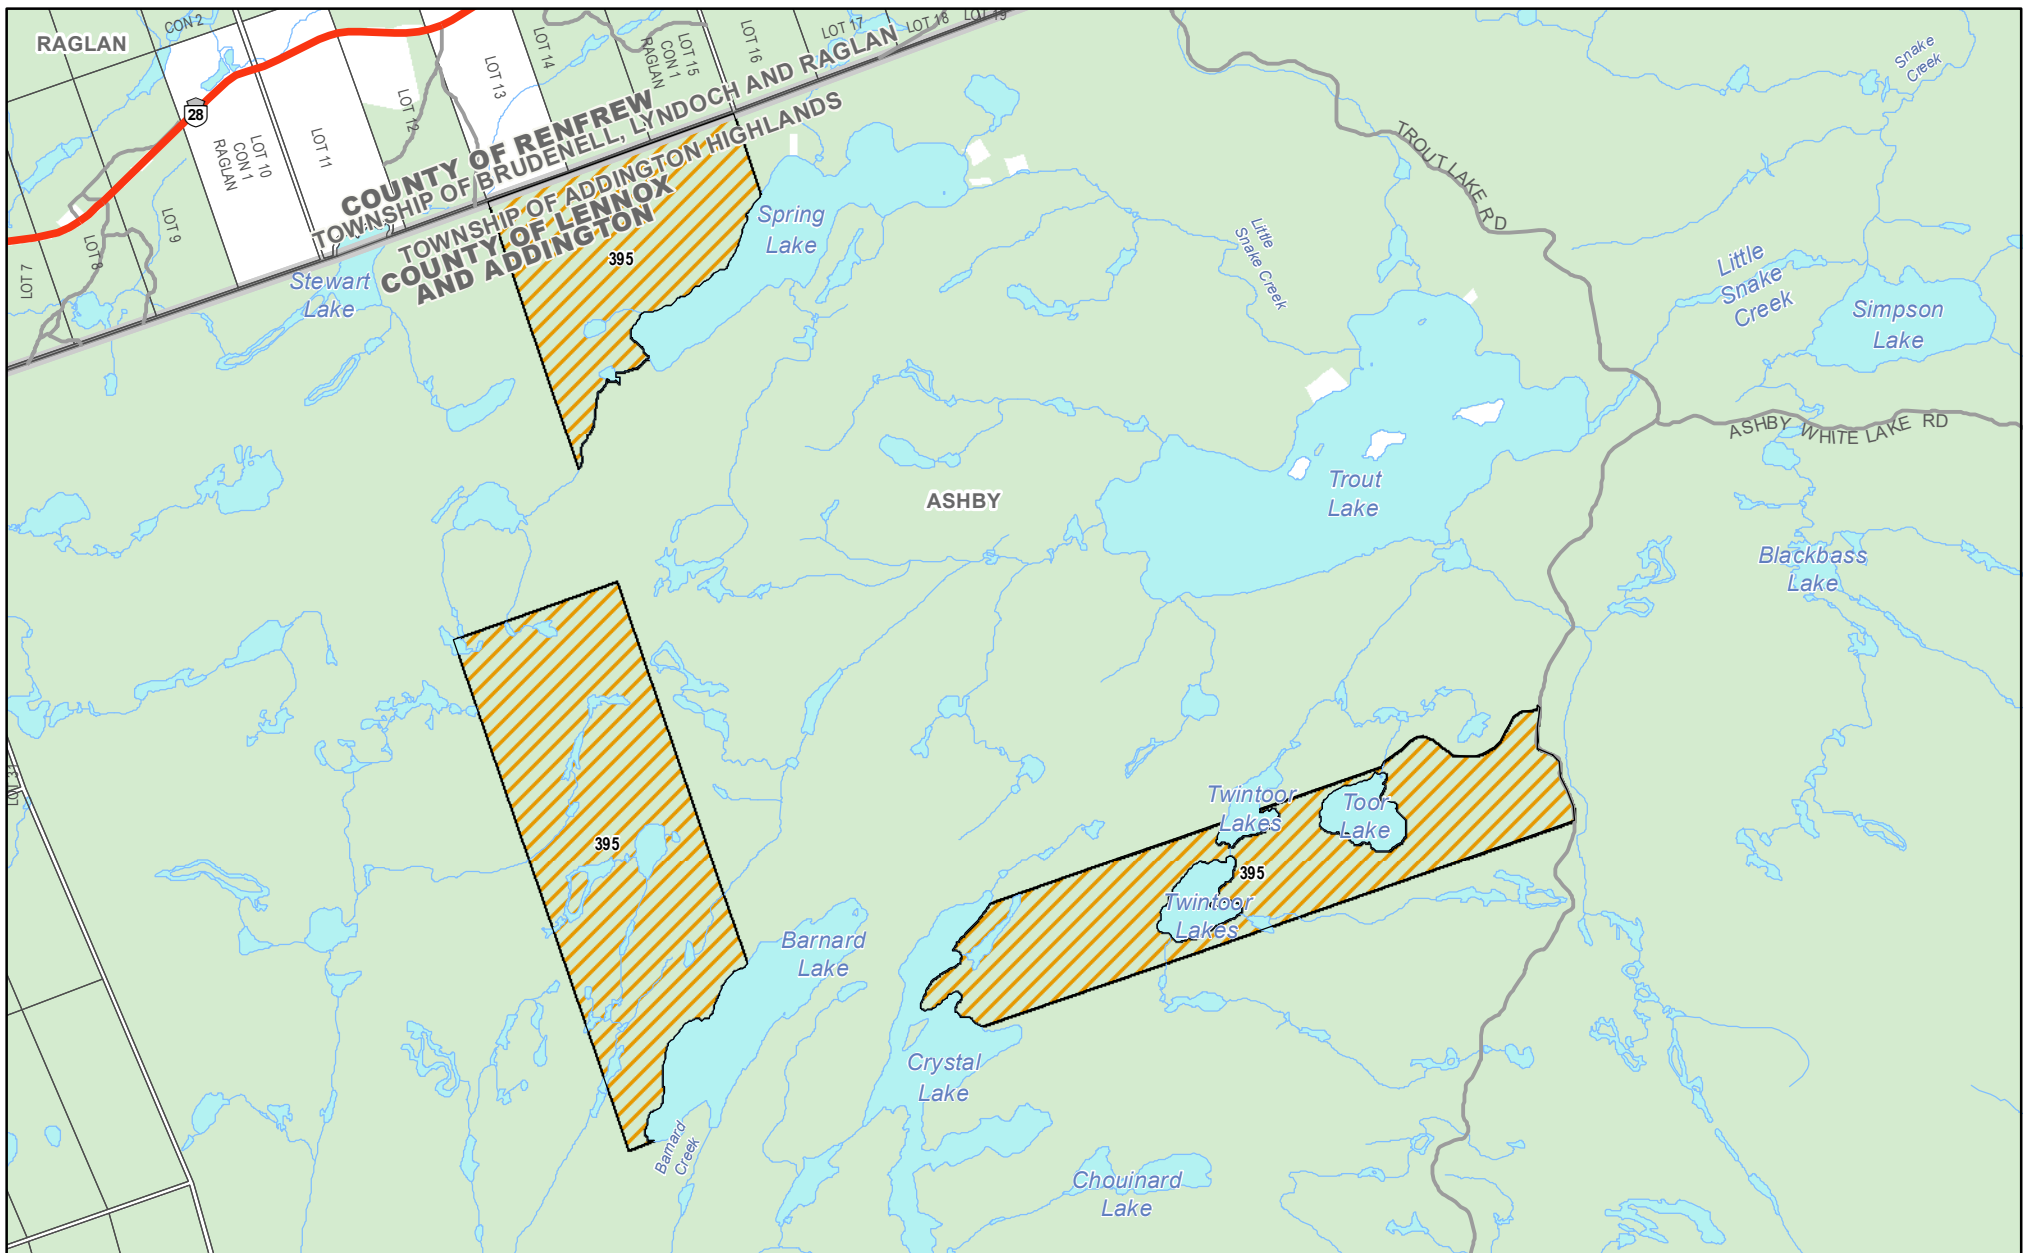 CON 2
RAGLAN
28
LOT 7
LOT 8
LOT 9
LOT 10
CON 1
RAGLAN
LOT 11
LOT 12
LOT 13
LOT 14
LOT 15
CON 1
RAGLAN
LOT 16
LOT 17
LOT 18
LOT 19
COUNTY OF RENFREW
TOWNSHIP OF BRUDENELL, LYNDOCH AND RAGLAN
TOWNSHIP OF ADDINGTON HIGHLANDS
COUNTY OF LENNOX
AND ADDINGTON
Snake
Creek
TROUT LAKE RD
Spring
Lake
395
Stewart
Lake
Little
Snake Creek
Little
Snake
Creek
Simpson
Lake
ASHBY WHITE LAKE RD
Trout
Lake
ASHBY
Blackbass
Lake
LOT 33
Twintoor
Lakes
Toor
Lake
395
395
Twintoor
Lakes
Barnard
Lake
Crystal
Lake
Barnard
Creek
Chouinard
Lake